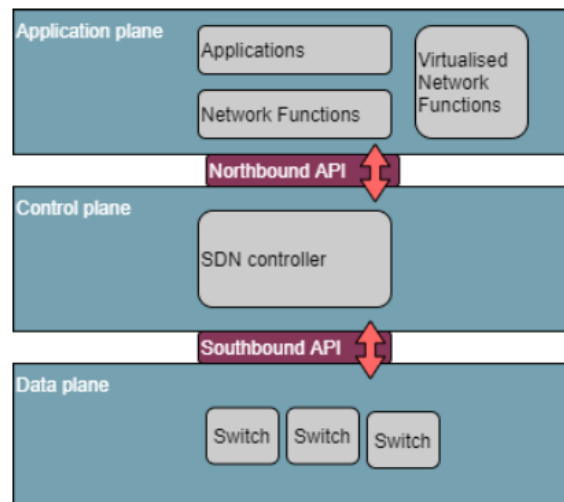 Application plane
Applications
Virtualised
Network
Functions
Network Functions
Northbound API
Control plane
SDN controller
Southbound API
Data plane
Switch
Switch
Switch